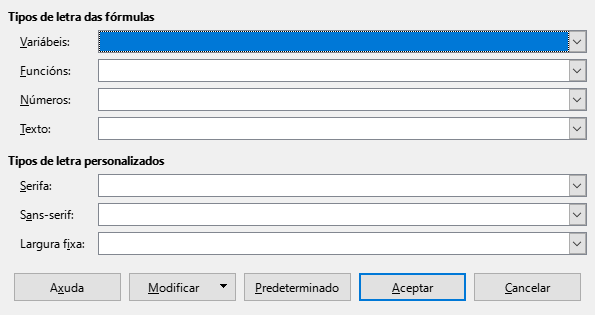 Tipos de letra das fórmulas
Variábeis:
Funcións:
Números:
Texto:
Tipos de letra personalizados
Serifa:
Sans-serif:
Largura fixa:
Axuda Modificar Predeterminado Aceptar Cancelar